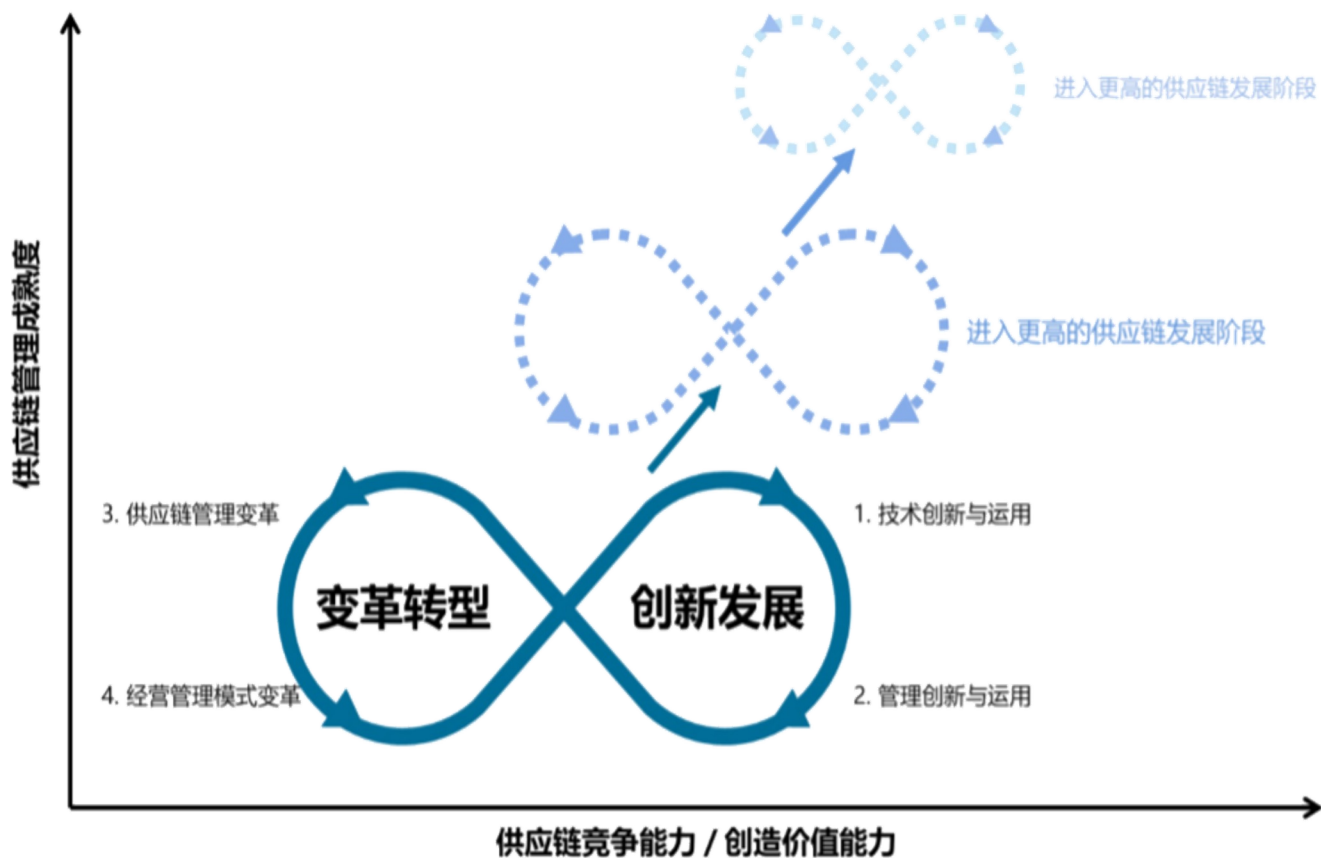 进入更高的供应链发展阶段
供应链管理成熟度
进入更高的供应链发展阶段
3. 供应链管理变革
1. 技术创新与运用
变革转型
创新发展
4. 经营管理模式变革
2. 管理创新与运用
供应链竞争能力 / 创造价值能力